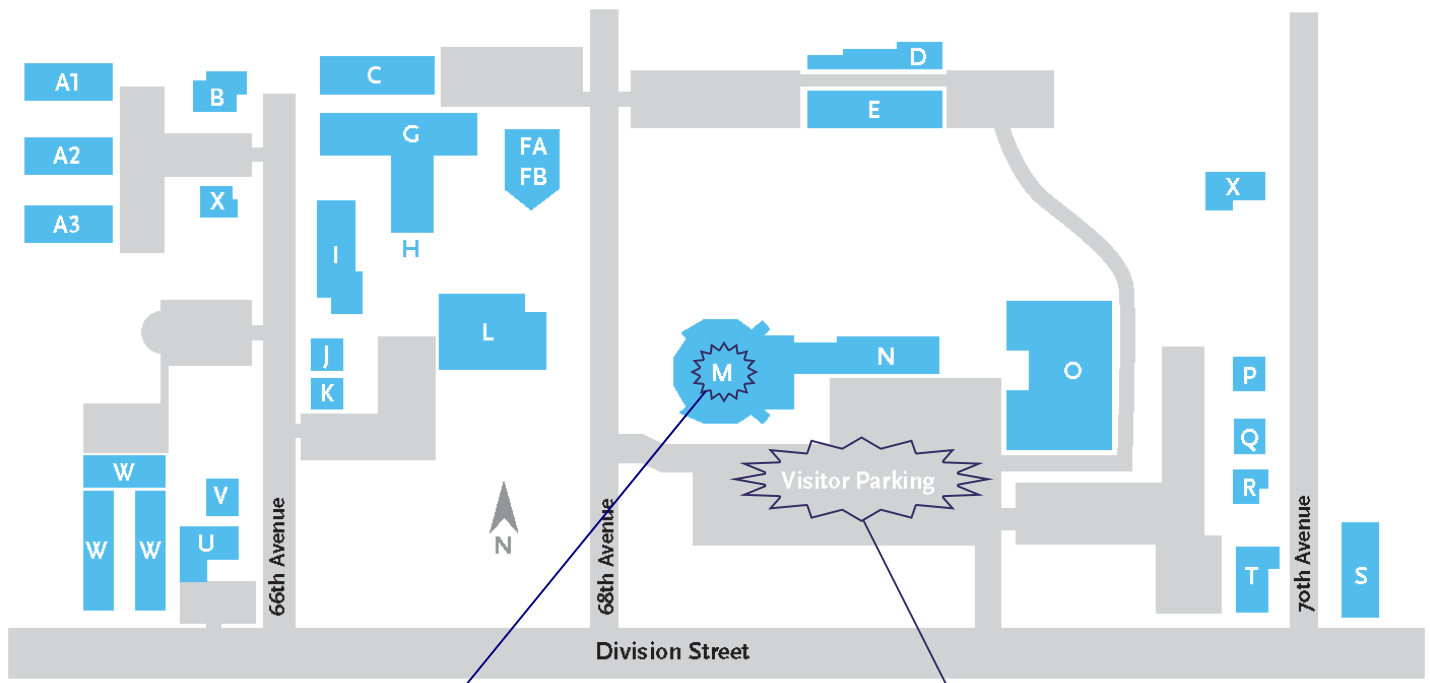 A1
B
C
D
E
G
FA
FB
A2
X
A3
H
I
X
L
J
K
M
N
O
P
Q
R
Visitor Parking
W
V
W
W
U
66th Avenue
N
68th Avenue
T
70th Avenue
S
Division Street